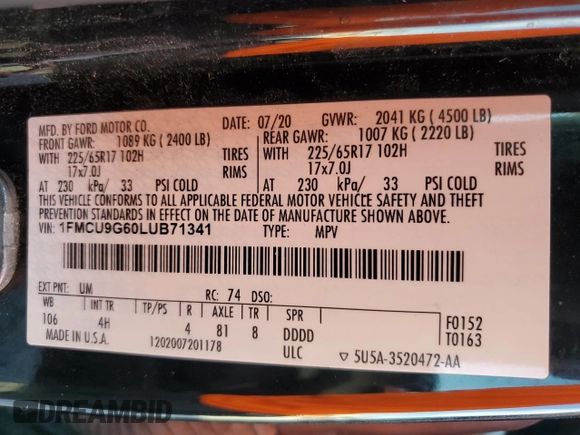 MFD. BY FORD MOTOR CO. DATE: 07/20 GVWR: 2041 KG ( 4500 LB)
FRONT GAWR: 1089 KG ( 2400 LB) REAR GAWR: 1007 KG ( 2220 LB)
WITH 225/65R17 102H TIRES WITH 225/65R17 102H TIRES
17x7.0J RIMS 17x7.0J RIMS
AT 230 kPa/ 33 PSI COLD AT 230 kPa/ 33 PSI COLD
THIS VEHICLE CONFORMS TO ALL APPLICABLE FEDERAL MOTOR VEHICLE SAFETY AND THEFT
PREVENTION STANDARDS IN EFFECT ON THE DATE OF MANUFACTURE SHOWN ABOVE.
VIN: 1FMCU9G60LUB71341 TYPE: MPV
EXT PNT: UM RC: 74 DSO:
WB INT TR TP/PS R AXLE TR SPR
106 4H 4 81 8 DDDD F0152
MADE IN U.S.A. 1202007201178 ULC T0163
▽ 5U5A-3520472-AA
DREAMBID